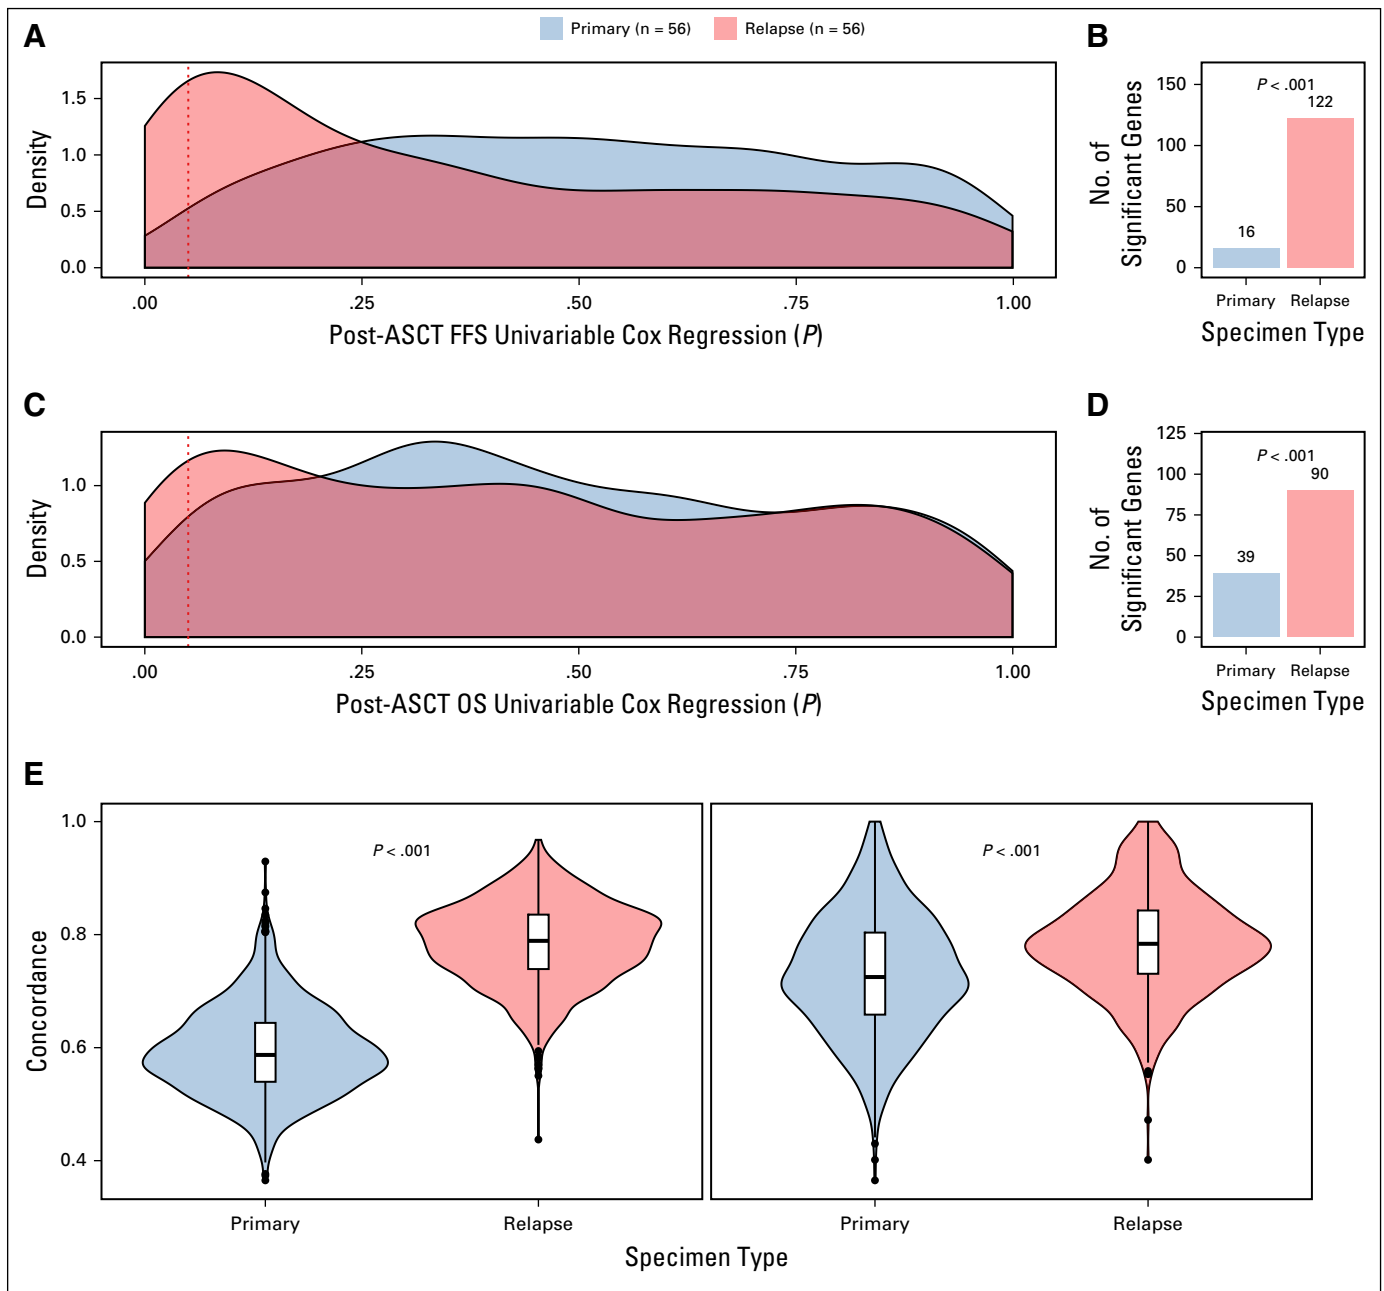 Primary (n = 56) Relapse (n = 56)
A
1.5
1.0
0.5
0.0
Density
.00 .25 .50 .75 1.00
Post-ASCT FFS Univariable Cox Regression (P)
B
150
100
50
0
No. of
Significant Genes
P < .001
122
16
Primary Relapse
Specimen Type
C
1.0
0.5
0.0
Density
.00 .25 .50 .75 1.00
Post-ASCT OS Univariable Cox Regression (P)
D
125
100
75
50
25
0
No. of
Significant Genes
P < .001
90
39
Primary Relapse
Specimen Type
E
1.0
0.8
0.6
0.4
Concordance
P < .001 P < .001
Primary Relapse Primary Relapse
Specimen Type